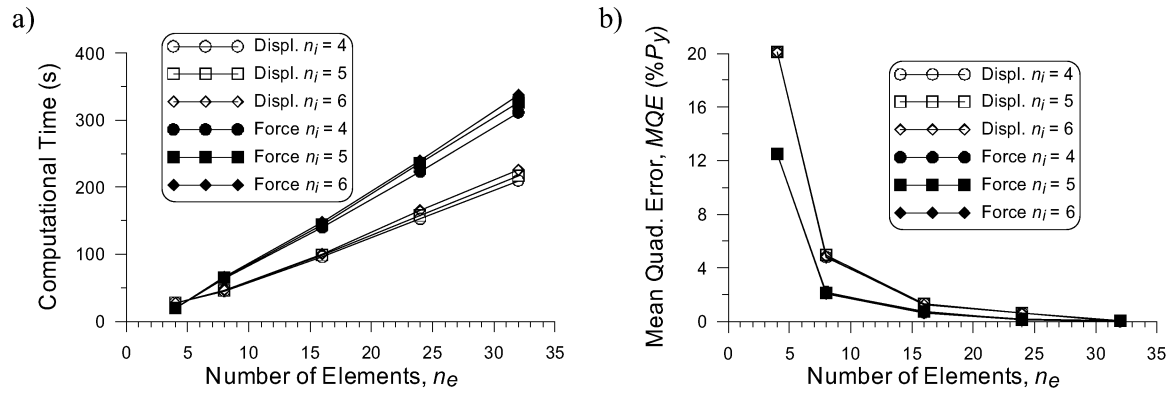 a)
Computational Time (s)
400
300
200
100
0
Displ. ni = 4
Displ. ni = 5
Displ. ni = 6
Force ni = 4
Force ni = 5
Force ni = 6
0 5 10 15 20 25 30 35
Number of Elements, ne
b)
Mean Quad. Error, MQE (%Py)
20
16
12
8
4
0
Displ. ni = 4
Displ. ni = 5
Displ. ni = 6
Force ni = 4
Force ni = 5
Force ni = 6
0 5 10 15 20 25 30 35
Number of Elements, ne